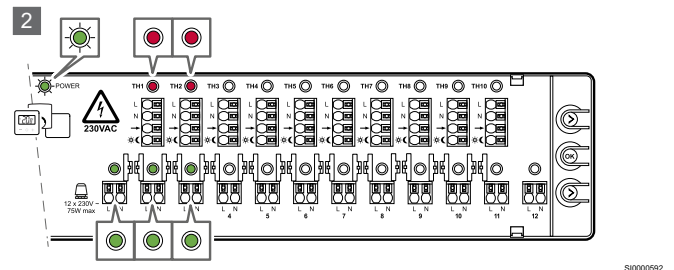 2
POWER
TH1 TH2 TH3 TH4 TH5 TH6 TH7 TH8 TH9 TH10
L
N
L
N
L
N
L
N
L
N
L
N
L
N
L
N
L
N
L
N
230VAC
12 x 230V ~
75W max
L N L N L N L N L N L N L N L N L N L N L N L N
4 5 6 7 8 9 10 11 12
OK
SI0000592